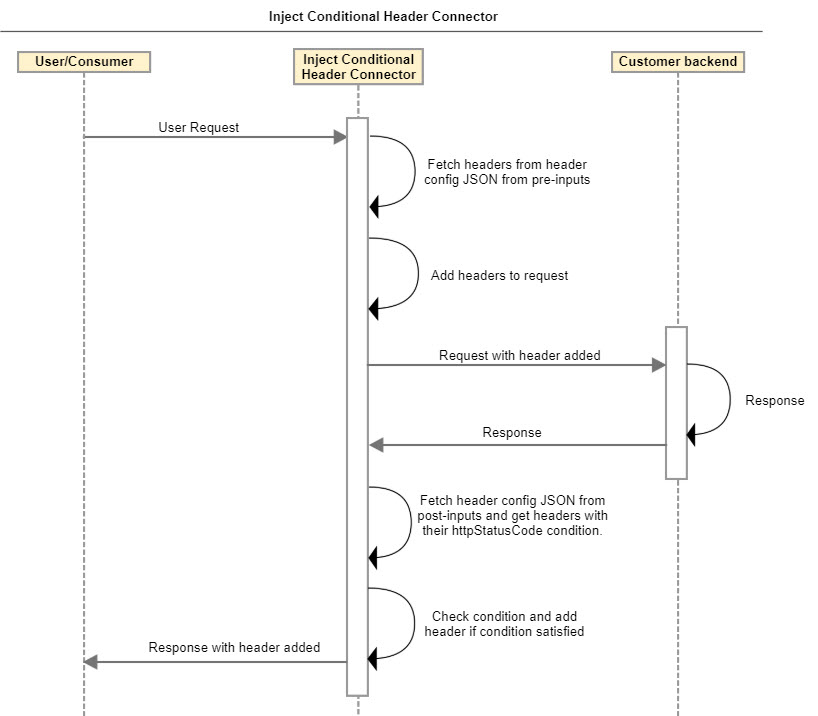 Inject Conditional Header Connector
User/Consumer
Inject Conditional
Header Connector
Customer backend
User Request
Fetch headers from header
config JSON from pre-inputs
Add headers to request
Request with header added
Response
Response
Fetch header config JSON from
post-inputs and get headers with
their httpStatusCode condition.
Check condition and add
header if condition satisfied
Response with header added